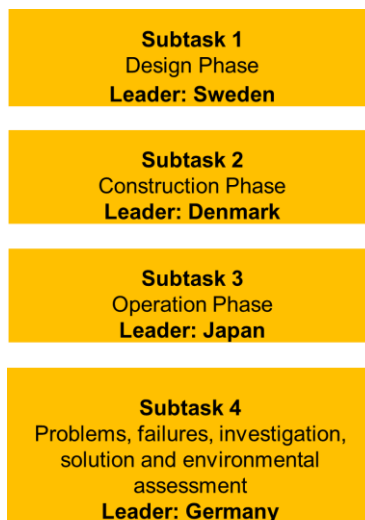 Subtask 1
Design Phase
Leader: Sweden
Subtask 2
Construction Phase
Leader: Denmark
Subtask 3
Operation Phase
Leader: Japan
Subtask 4
Problems, failures, investigation,
solution and environmental
assessment
Leader: Germany